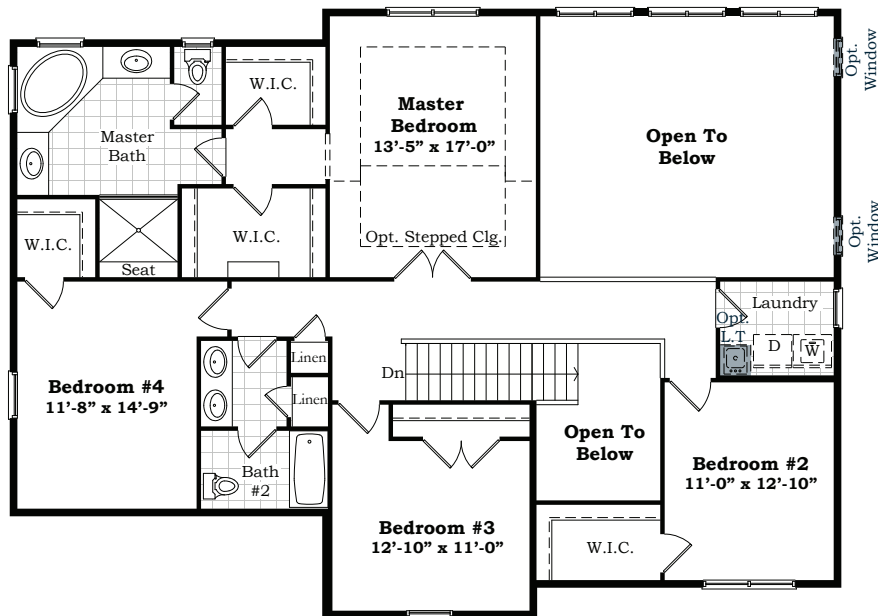 Opt.
Window
W.I.C.
Master
Bedroom
13'-5” x 17'-0”
Open To
Below
Master
Bath
Opt.
Window
W.I.C.
W.I.C.
Opt. Stepped Clg.
Seat
Laundry
Opt.
L.T
D
W
Linen
Dn
Bedroom #4
11'-8” x 14'-9”
Linen
Open To
Below
Bath
#2
Bedroom #2
11'-0” x 12'-10”
Bedroom #3
12'-10” x 11'-0”
W.I.C.